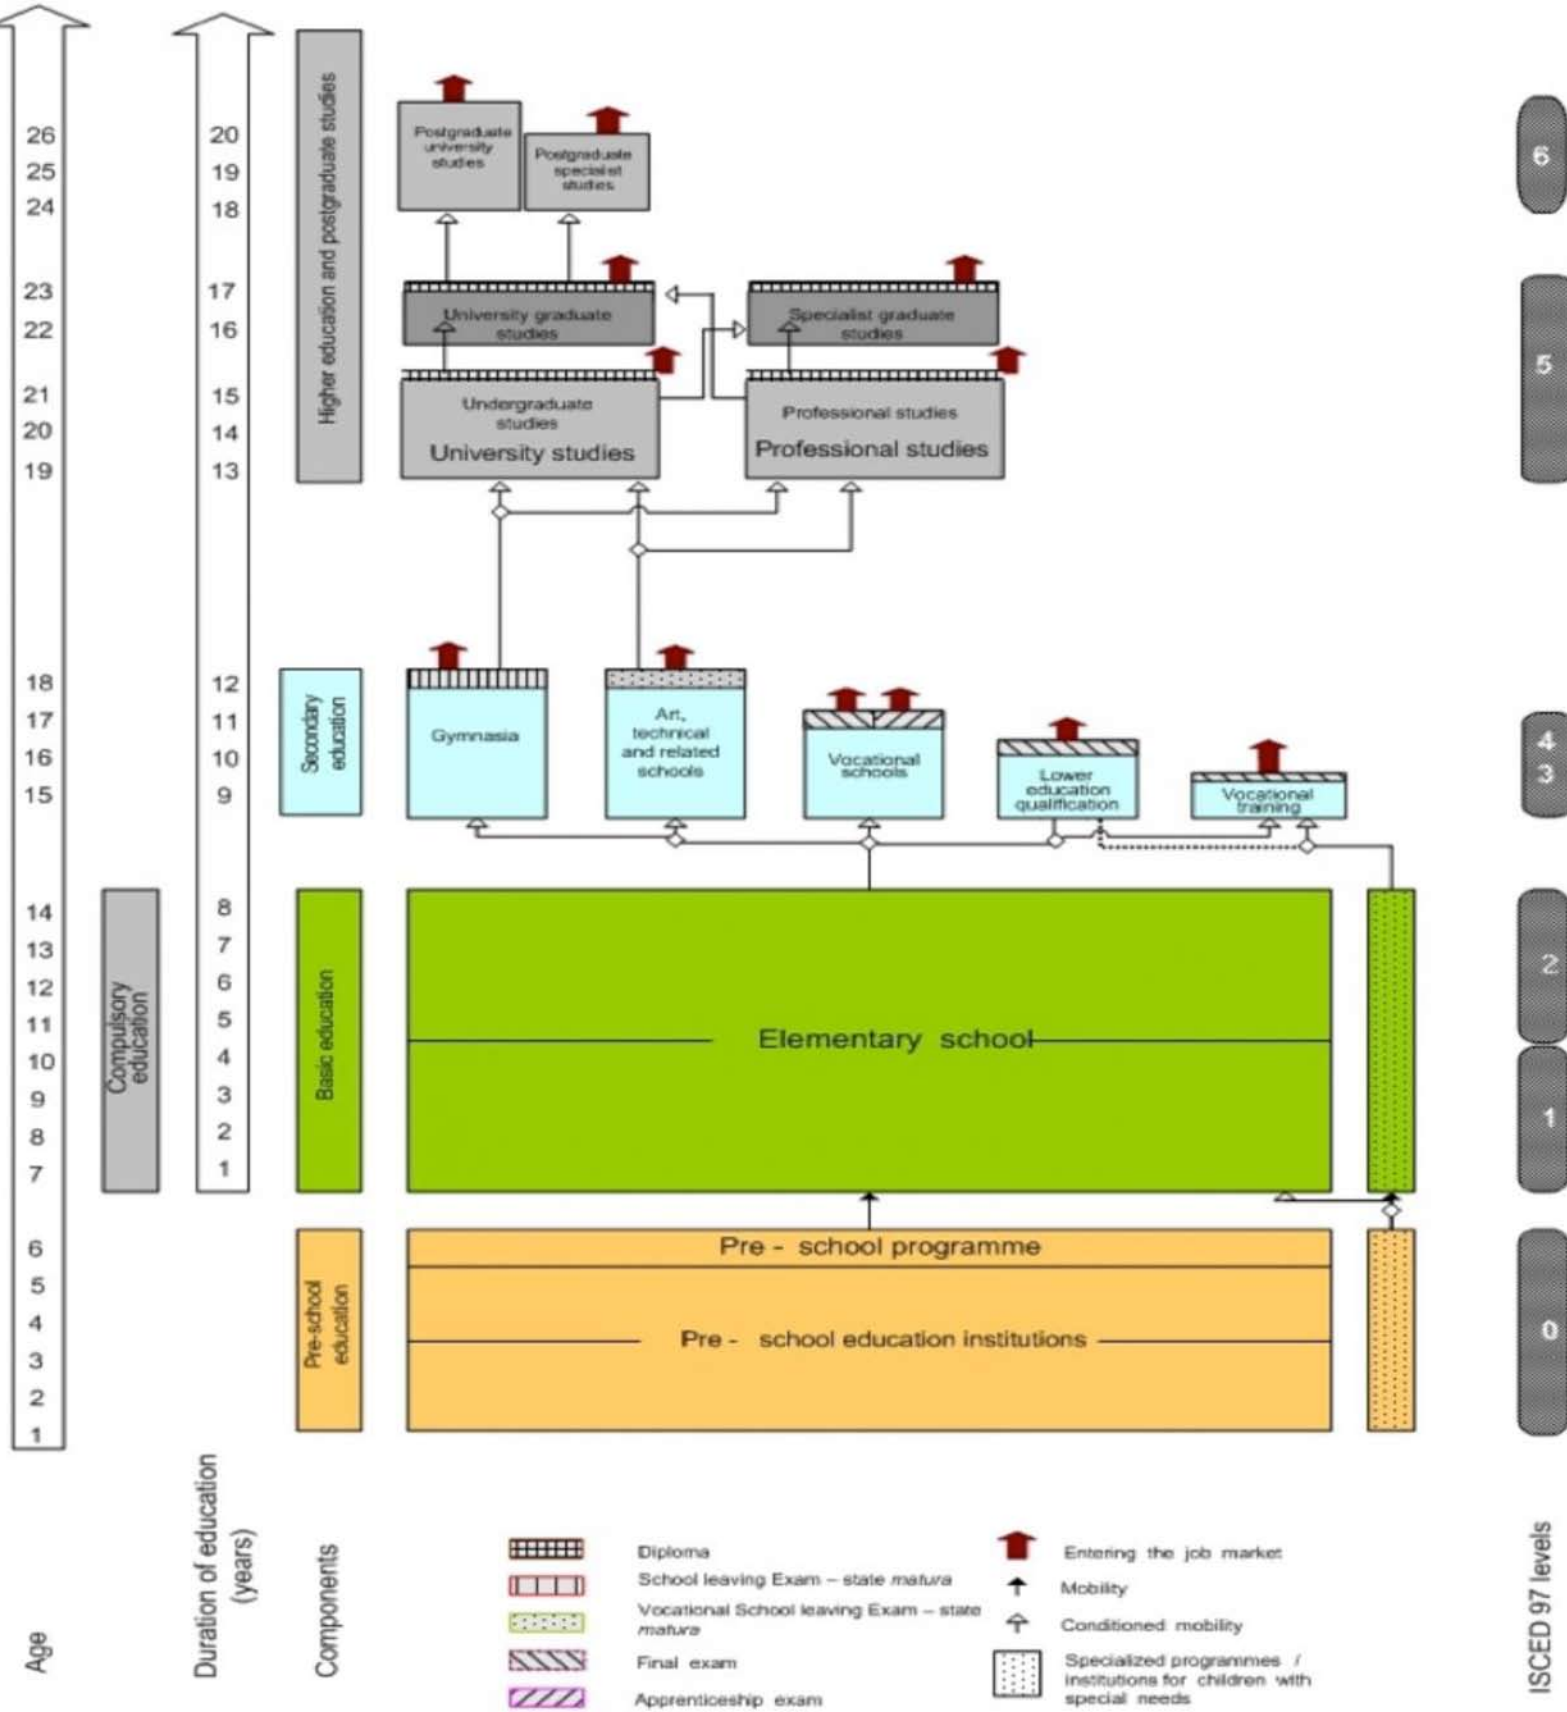 26
25
24
23
22
21
20
19
18
17
16
15
14
13
12
11
10
9
8
7
6
5
4
3
2
1
Age
Compulsory
education
20
19
18
17
16
15
14
13
12
11
10
9
8
7
6
5
4
3
2
1
Duration of education
(years)
Higher education and postgraduate studies
Secondary
education
Basic education
Pre-school
education
Components
Postgraduate
university
studies
Postgraduate
specialist
studies
University graduate
studies
Specialist graduate
studies
Undergraduate
studies
University studies
Professional studies
Professional studies
Gymnasia
Art,
technical
and related
schools
Vocational
schools
Lower
education
qualification
Vocational
training
Elementary school
Pre - school programme
Pre - school education institutions
6
5
4
3
2
1
0
ISCED 97 levels
Diploma
School leaving Exam – state matura
Vocational School leaving Exam – state
matura
Final exam
Apprenticeship exam
Entering the job market
Mobility
Conditioned mobility
Specialized programmes /
institutions for children with
special needs